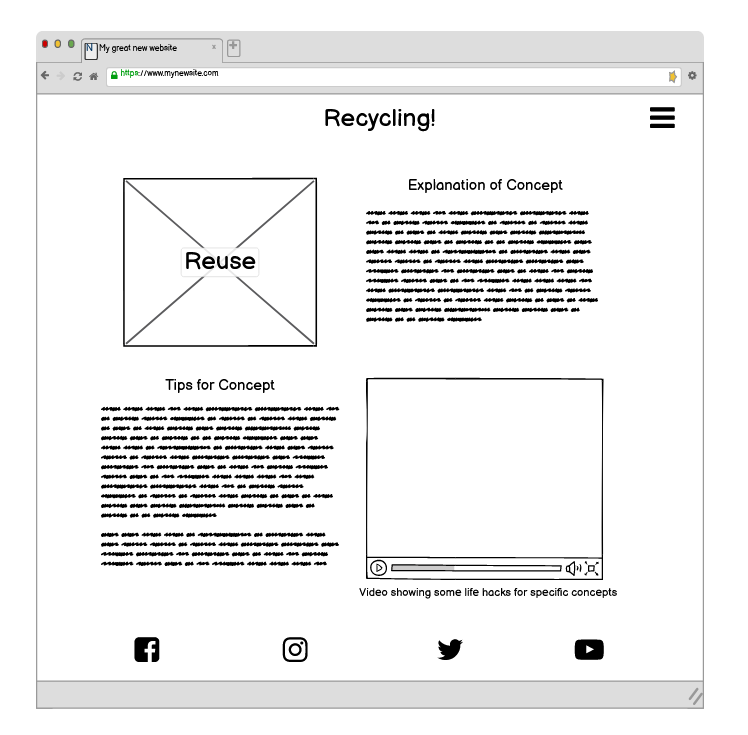 N My great new website x +
https://www.mynewsite.com
Recycling!
Reuse
Explanation of Concept
Tips for Concept
Video showing some life hacks for specific concepts